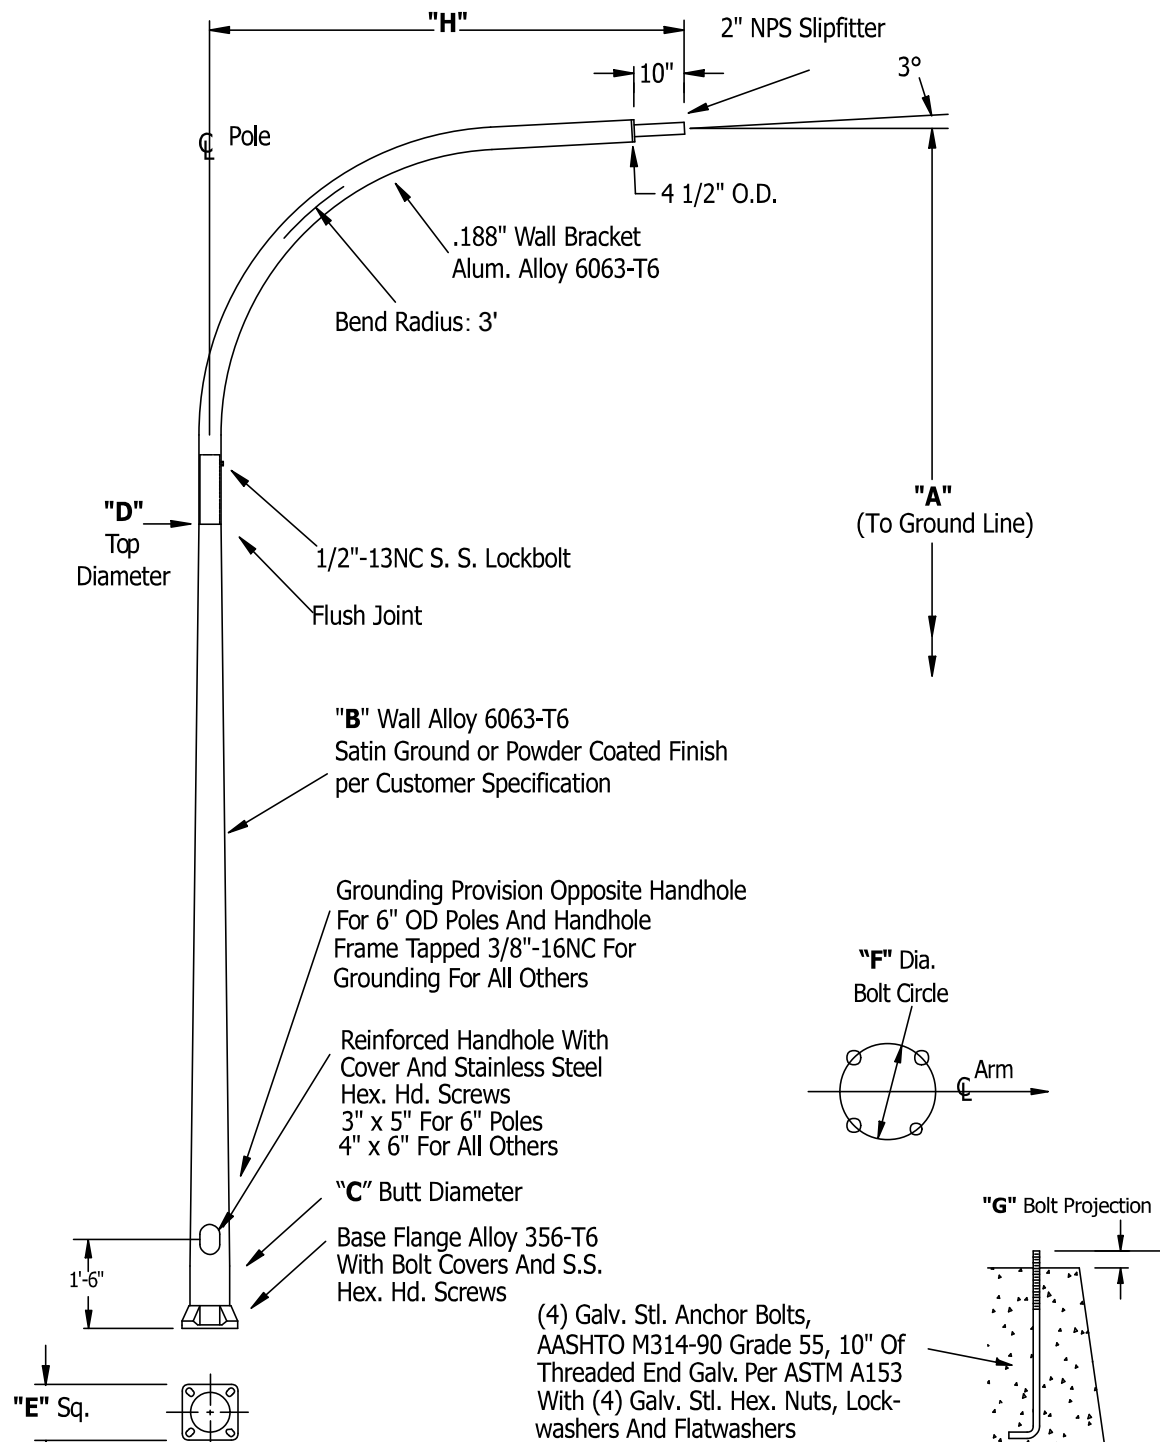 "H"
2" NPS Slipfitter
10"
3°
℄ Pole
4 1/2" O.D.
.188" Wall Bracket
Alum. Alloy 6063-T6
Bend Radius: 3'
"A"
(To Ground Line)
"D"
Top
Diameter
1/2"-13NC S. S. Lockbolt
Flush Joint
"B" Wall Alloy 6063-T6
Satin Ground or Powder Coated Finish
per Customer Specification
Grounding Provision Opposite Handhole
For 6" OD Poles And Handhole
Frame Tapped 3/8"-16NC For
Grounding For All Others
"F" Dia.
Bolt Circle
℄ Arm
Reinforced Handhole With
Cover And Stainless Steel
Hex. Hd. Screws
3" x 5" For 6" Poles
4" x 6" For All Others
"C" Butt Diameter
"G" Bolt Projection
Base Flange Alloy 356-T6
With Bolt Covers And S.S.
Hex. Hd. Screws
1'-6"
(4) Galv. Stl. Anchor Bolts,
AASHTO M314-90 Grade 55, 10" Of
Threaded End Galv. Per ASTM A153
With (4) Galv. Stl. Hex. Nuts, Lock-
washers And Flatwashers
"E" Sq.